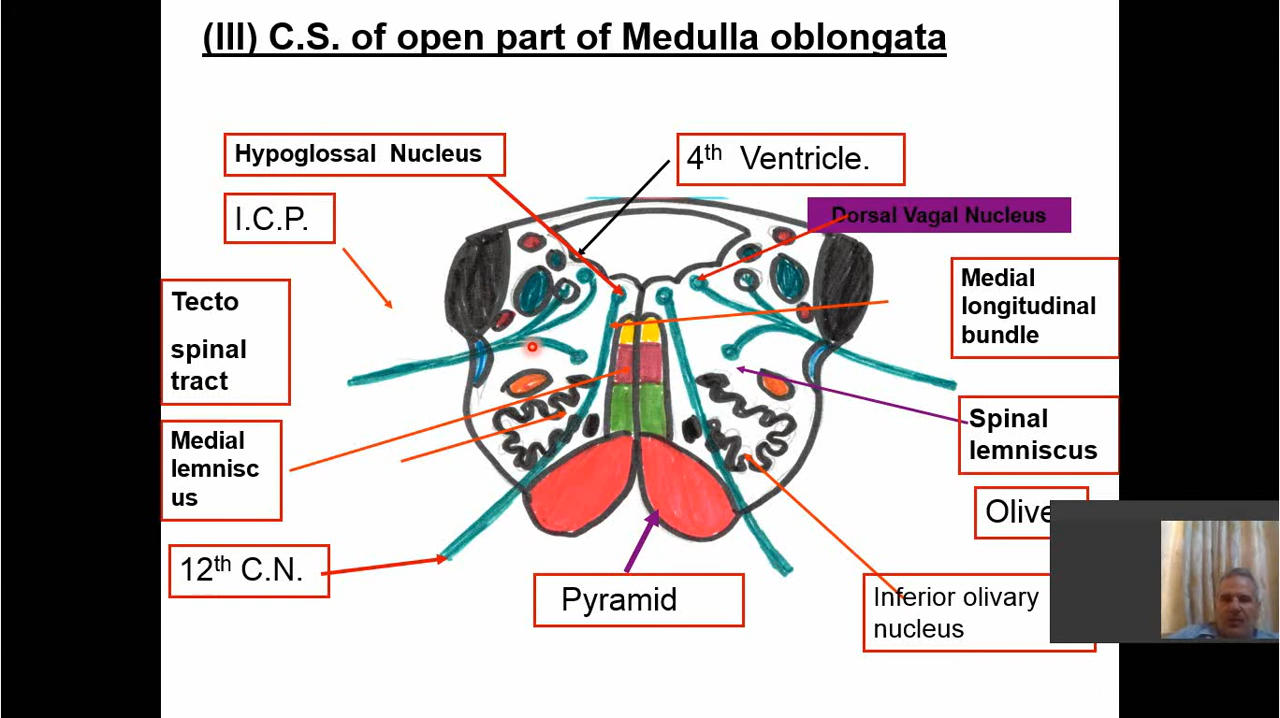 (III) C.S. of open part of Medulla oblongata
Hypoglossal Nucleus
4th Ventricle.
I.C.P.
Dorsal Vagal Nucleus
Medial
longitudinal
bundle
Tecto
spinal
tract
Spinal
lemniscus
Medial
lemnisc
us
Olive
12th C.N.
Pyramid
Inferior olivary
nucleus